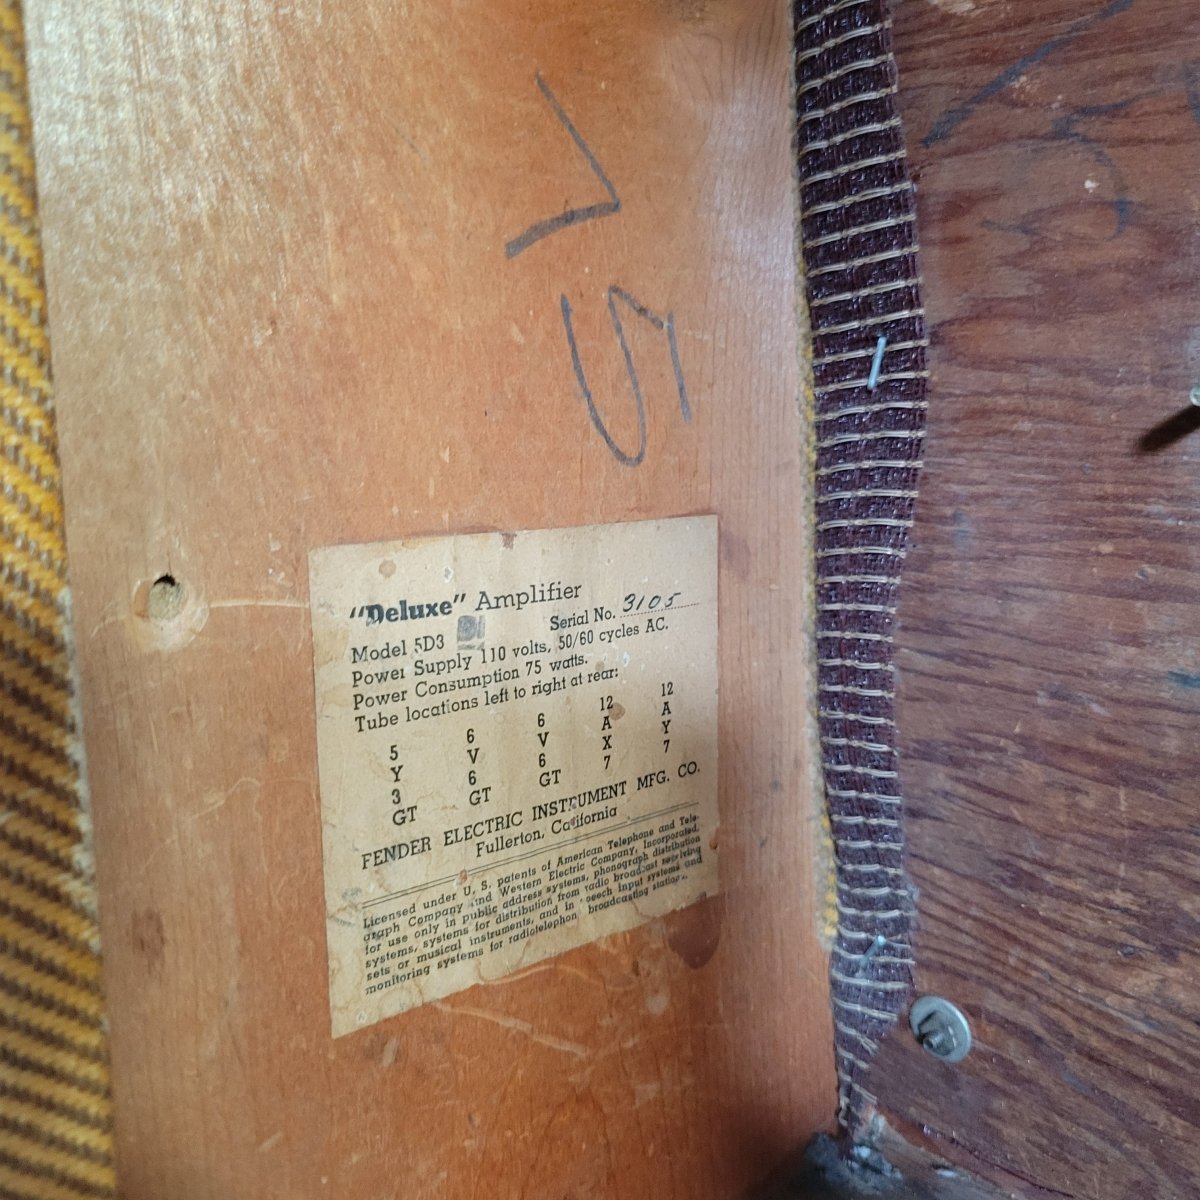 "Deluxe" Amplifier
Model 5D3 Serial No. 3105
Power Supply 110 volts, 50/60 cycles AC.
Power Consumption 75 watts.
Tube locations left to right at rear:
5 6 6 12 12
Y V V A A
3 6 6 X Y
GT GT GT 7 7
FENDER ELECTRIC INSTRUMENT MFG. CO.
Fullerton, California
Licensed under U. S. patents of American Telephone and Tele-
graph Company and Western Electric Company, Incorporated,
for use only in public address systems, phonograph distribution
systems, systems for distribution from radio broadcast receiving
sets or musical instruments, and in speech input systems and
monitoring systems for radiotelephone broadcasting stations.